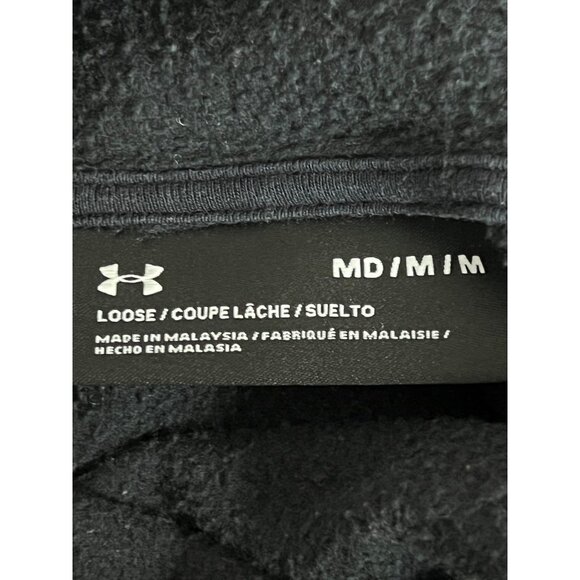 MD / M / M
LOOSE / COUPE LÂCHE / SUELTO
MADE IN MALAYSIA / FABRIQUÉ EN MALAISIE /
HECHO EN MALASIA